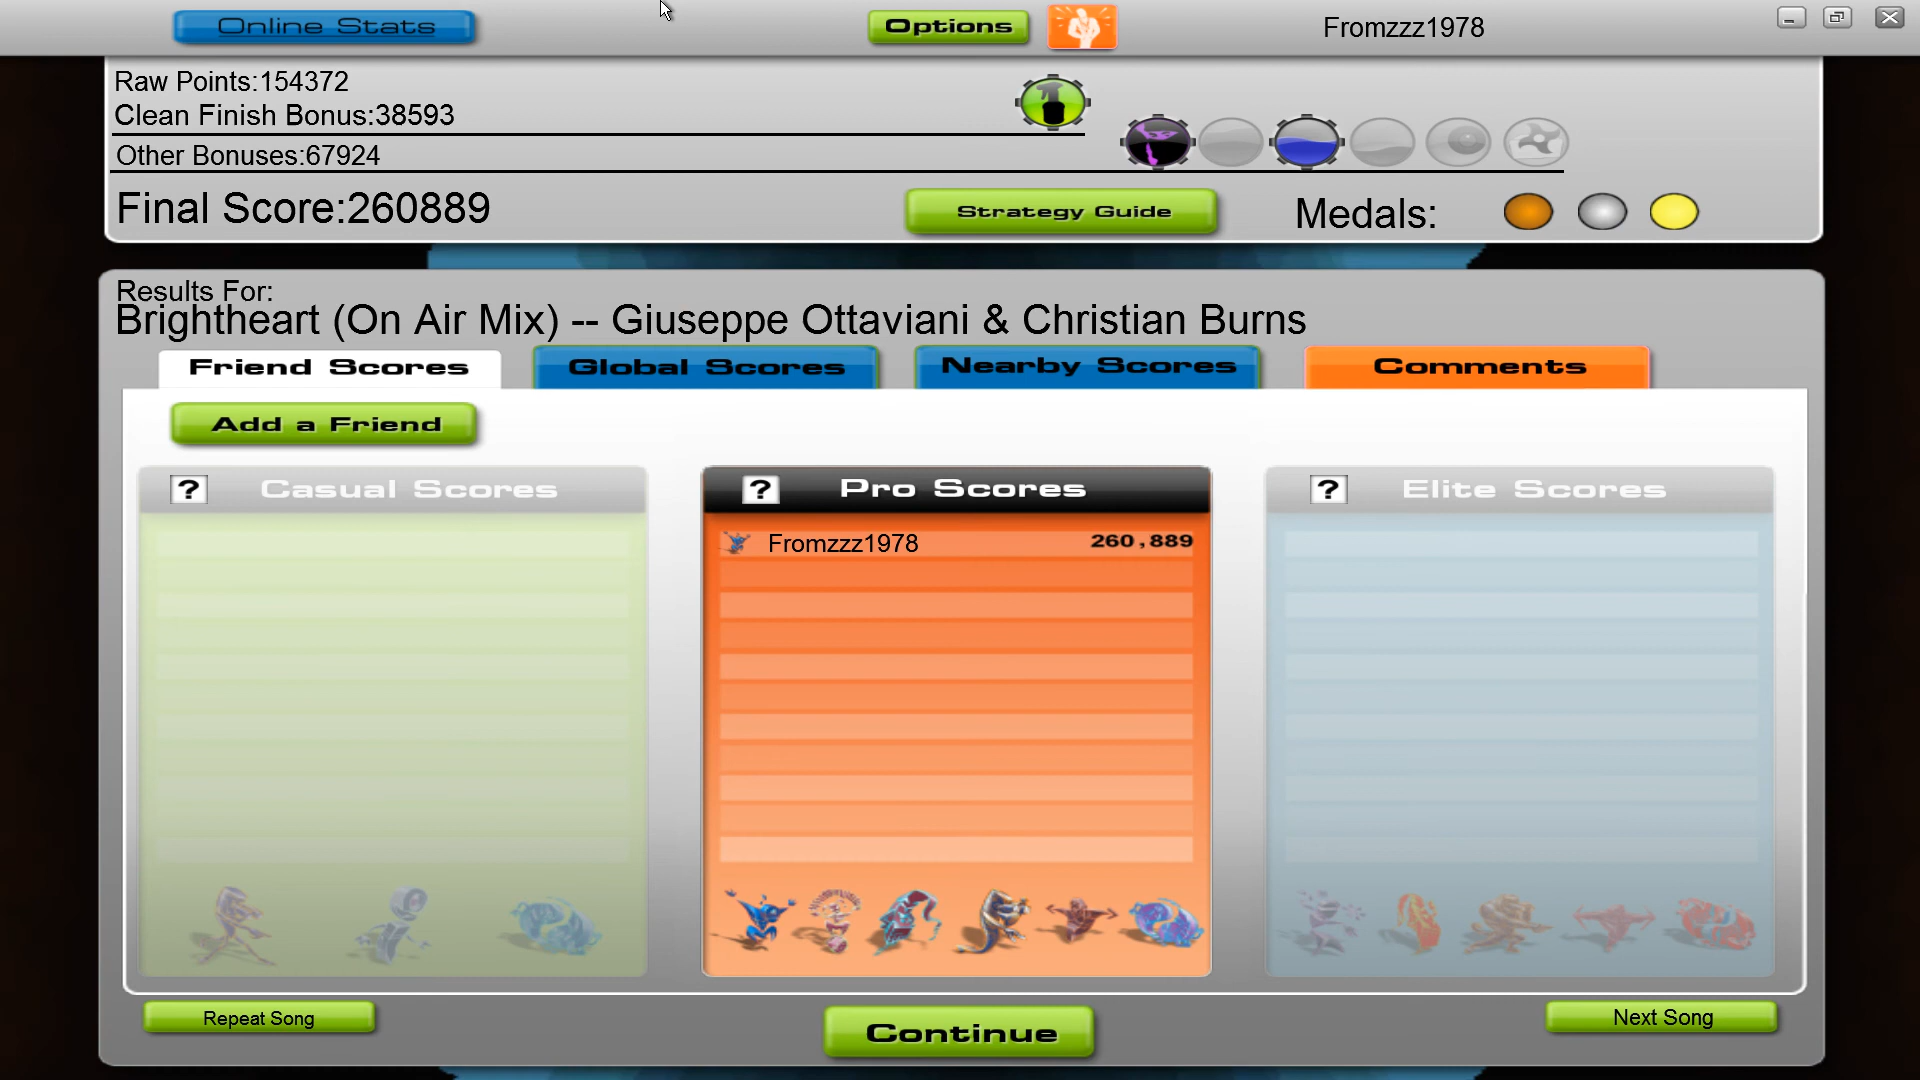 Online Stats
Options
Fromzzz1978
Raw Points:154372
Clean Finish Bonus:38593
Other Bonuses:67924
Final Score:260889
Strategy Guide
Medals:
Results For:
Brightheart (On Air Mix) -- Giuseppe Ottaviani & Christian Burns
Friend Scores
Global Scores
Nearby Scores
Comments
Add a Friend
? Casual Scores
? Pro Scores
? Elite Scores
Fromzzz1978 260,889
Repeat Song
Continue
Next Song